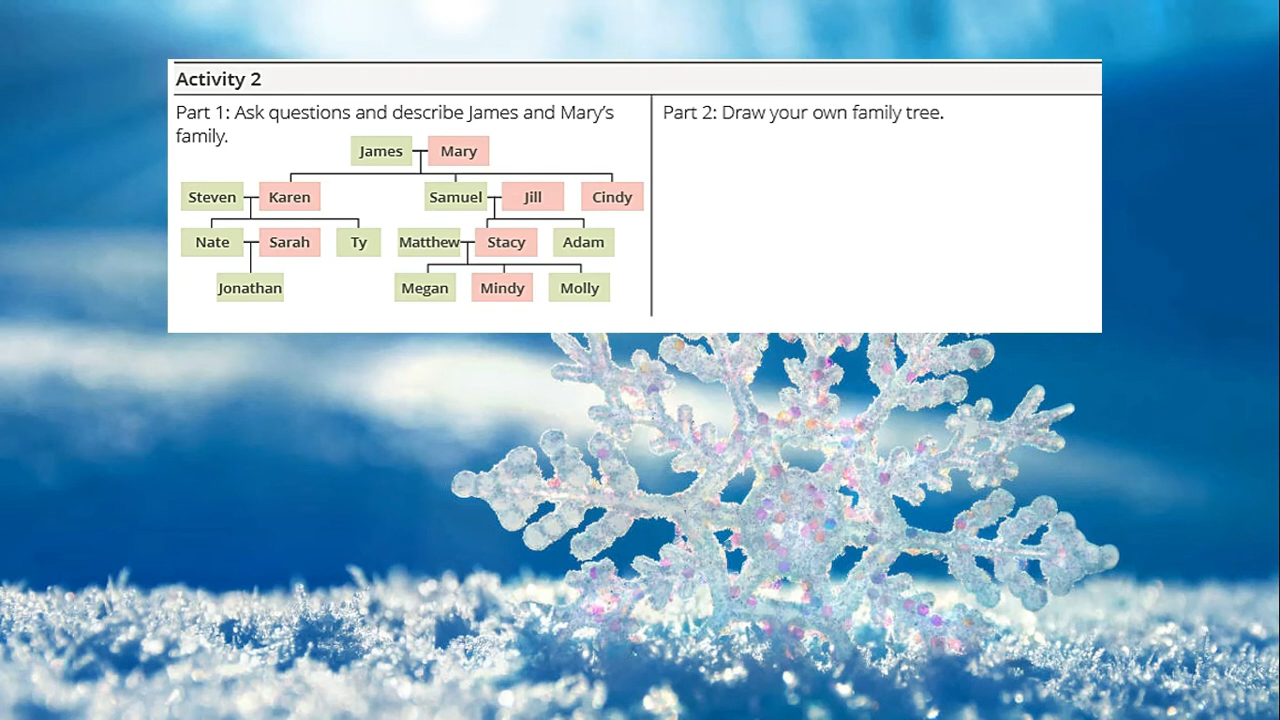 Activity 2
Part 1: Ask questions and describe James and Mary's
family.
James Mary
Steven Karen Samuel Jill Cindy
Nate Sarah Ty Matthew Stacy Adam
Jonathan Megan Mindy Molly
Part 2: Draw your own family tree.